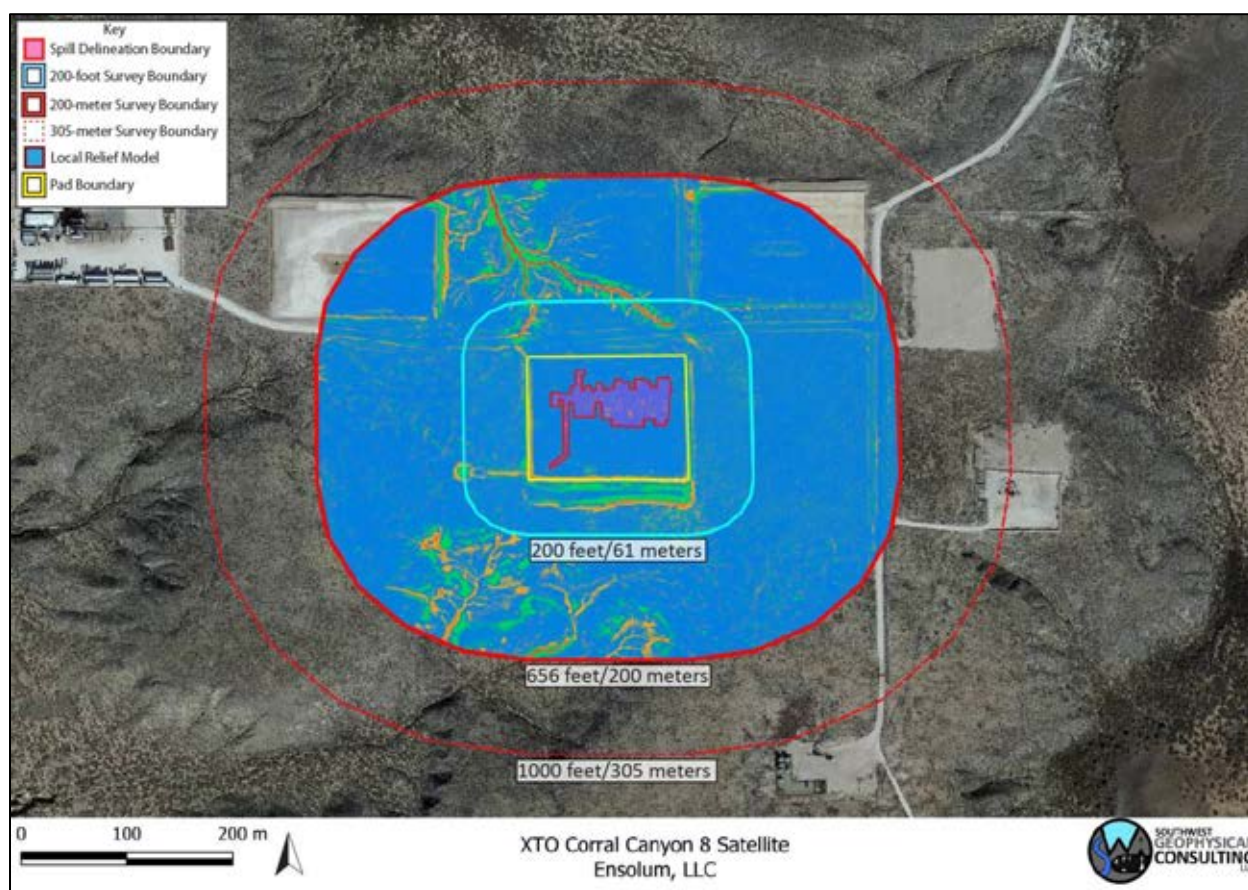 Key
Spill Delineation Boundary
200-foot Survey Boundary
200-meter Survey Boundary
305-meter Survey Boundary
Local Relief Model
Pad Boundary
200 feet/61 meters
656 feet/200 meters
1000 feet/305 meters
0 100 200 m
XTO Corral Canyon 8 Satellite
Ensolum, LLC
SOUTHWEST
GEOPHYSICAL
CONSULTING